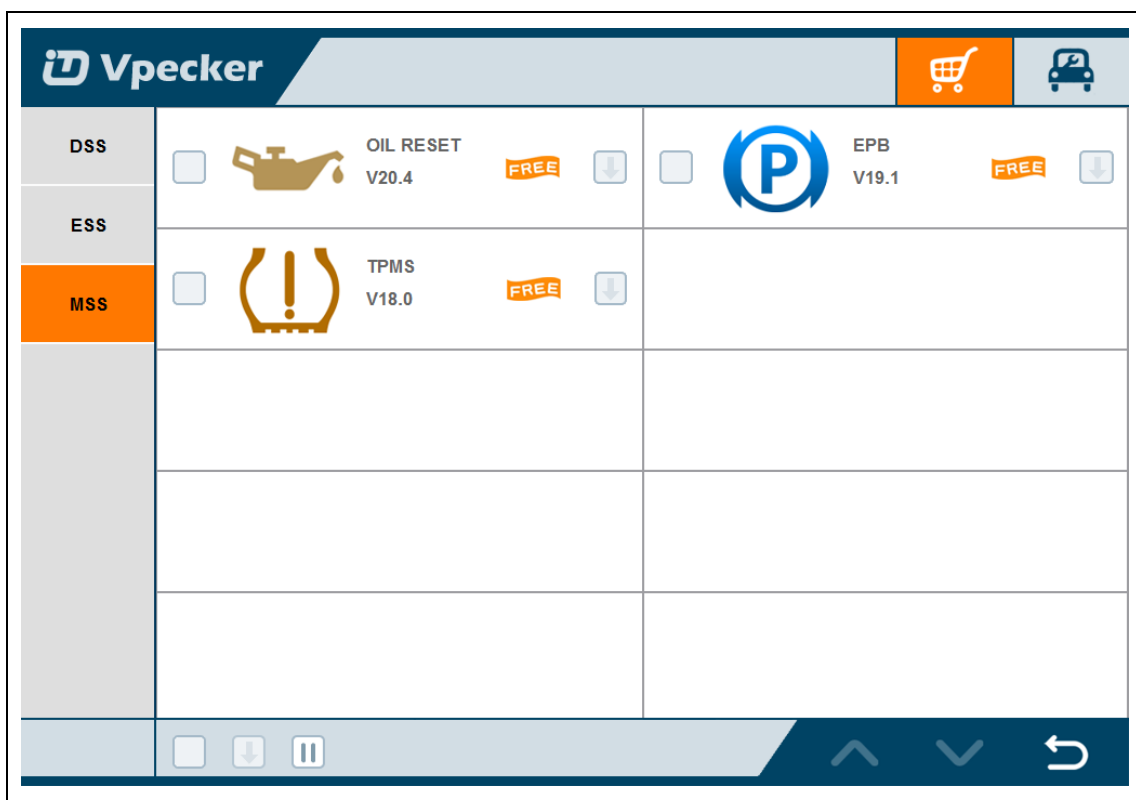 Vpecker
DSS
ESS
MSS
OIL RESET
V20.4
FREE
P
EPB
V19.1
FREE
TPMS
V18.0
FREE